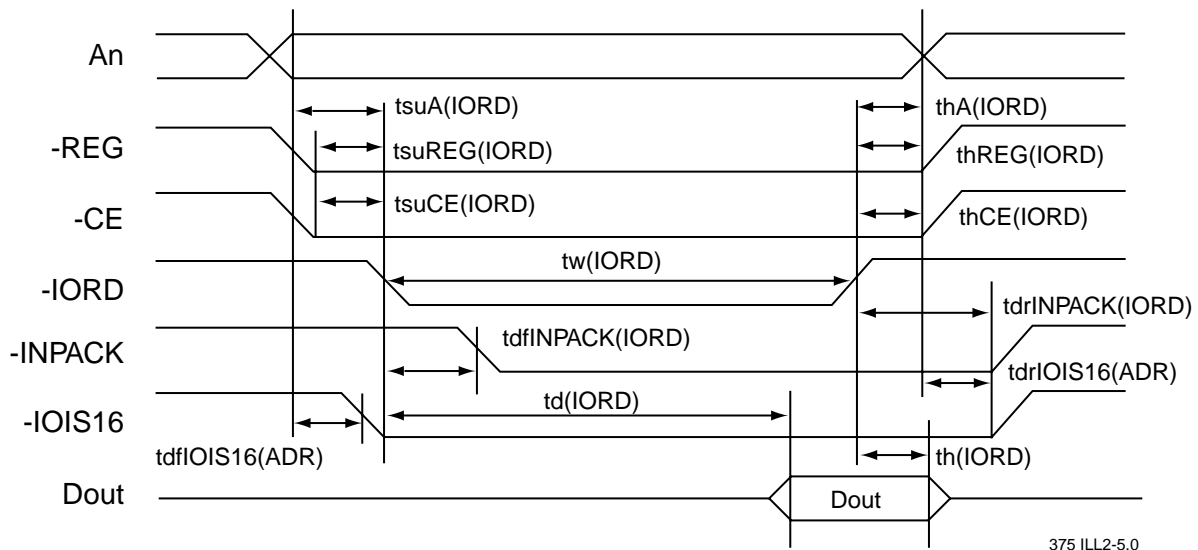 An
tsuA(IORD)
thA(IORD)
-REG
tsuREG(IORD)
thREG(IORD)
-CE
tsuCE(IORD)
thCE(IORD)
-IORD
tw(IORD)
tdrINPACK(IORD)
-INPACK
tdfINPACK(IORD)
tdrIOIS16(ADR)
-IOIS16
td(IORD)
tdfIOIS16(ADR)
th(IORD)
Dout
Dout
375 ILL2-5.0